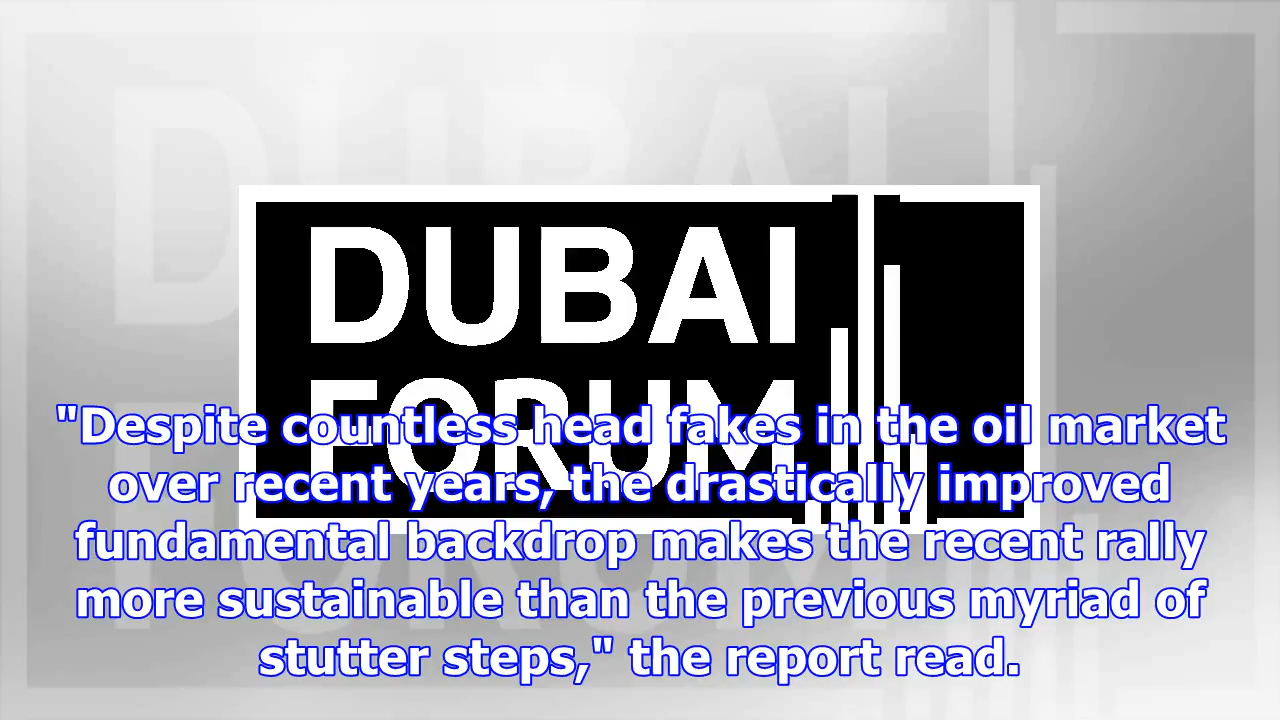 DUBAI
FORUM
"Despite countless head fakes in the oil market
over recent years, the drastically improved
fundamental backdrop makes the recent rally
more sustainable than the previous myriad of
stutter steps," the report read.